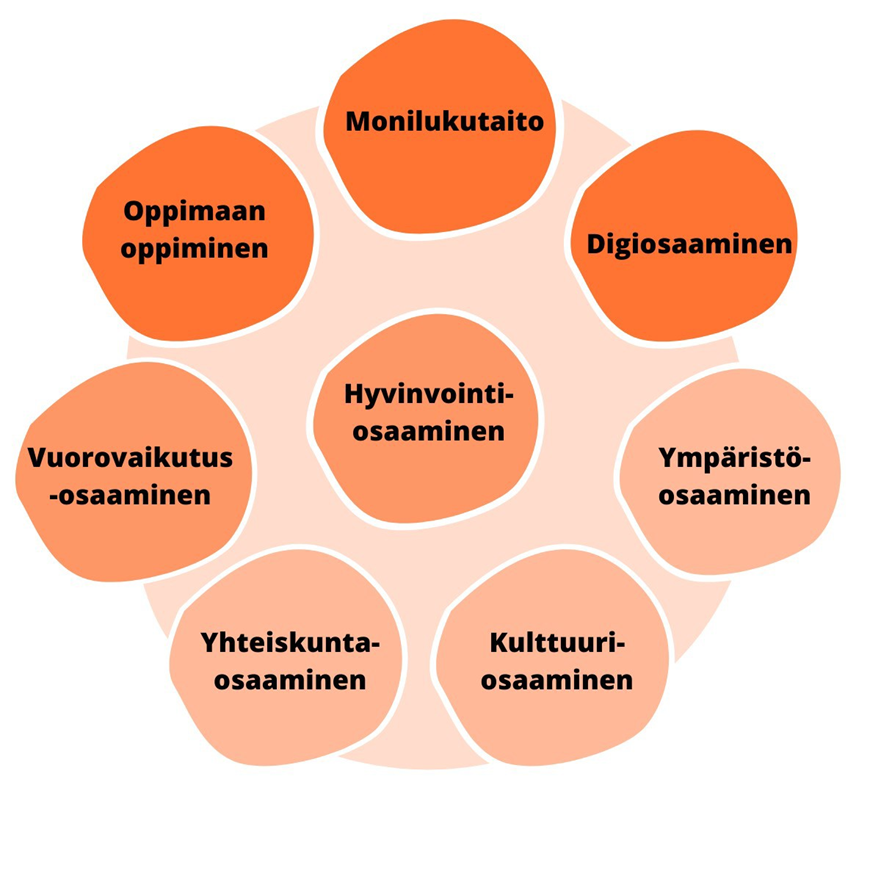 Monilukutaito
Oppimaan
oppiminen
Digiosaaminen
Hyvinvointi-
osaaminen
Vuorovaikutus
-osaaminen
Ympäristö-
osaaminen
Yhteiskunta-
osaaminen
Kulttuuri-
osaaminen